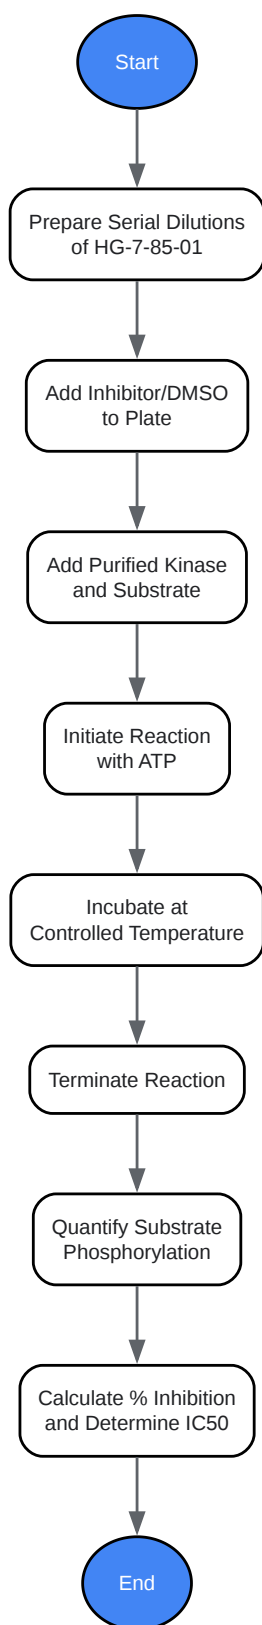 Start
Prepare Serial Dilutions
of HG-7-85-01
Add Inhibitor/DMSO
to Plate
Add Purified Kinase
and Substrate
Initiate Reaction
with ATP
Incubate at
Controlled Temperature
Terminate Reaction
Quantify Substrate
Phosphorylation
Calculate % Inhibition
and Determine IC50
End